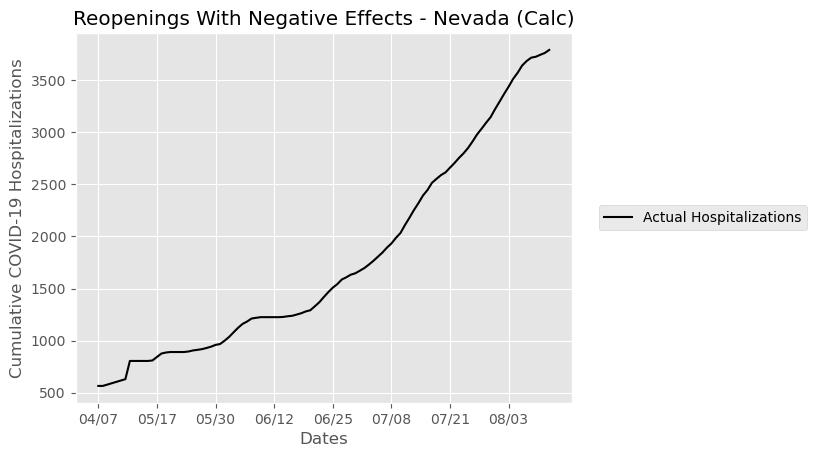 Reopenings With Negative Effects - Nevada (Calc)
Cumulative COVID-19 Hospitalizations
3500
3000
2500
2000
1500
1000
500
Actual Hospitalizations
04/07 05/17 05/30 06/12 06/25 07/08 07/21 08/03
Dates